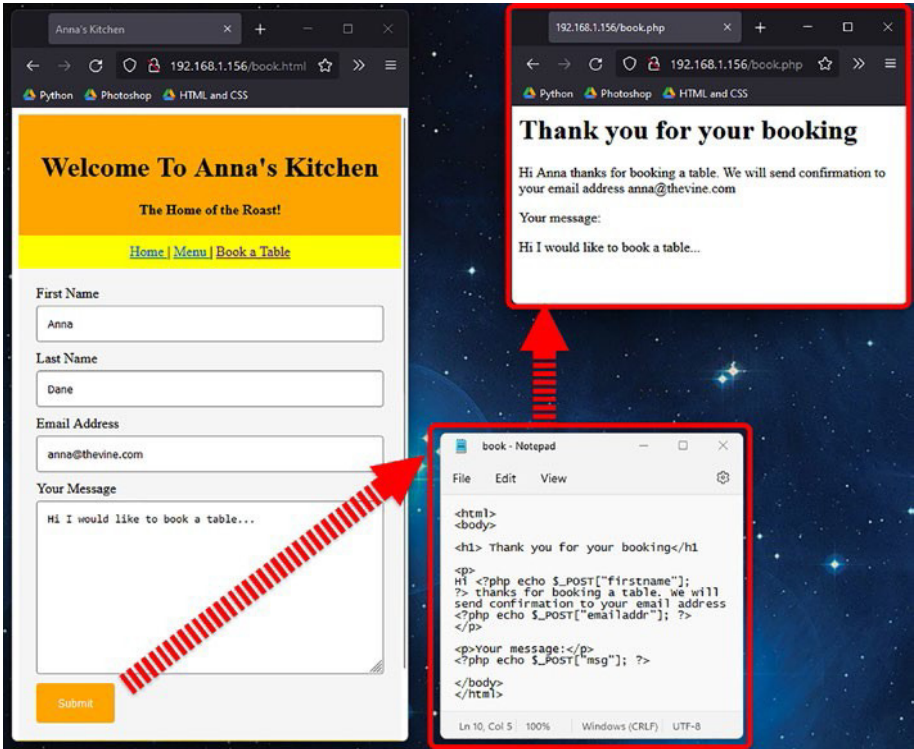 Anna's Kitchen
192.168.1.156/book.html
Python Photoshop HTML and CSS
Welcome To Anna's Kitchen
The Home of the Roast!
Home | Menu | Book a Table
First Name
Anna
Last Name
Dane
Email Address
anna@thevine.com
Your Message
Hi I would like to book a table...
Submit
192.168.1.156/book.php
192.168.1.156/book.php
Python Photoshop HTML and CSS
Thank you for your booking
Hi Anna thanks for booking a table. We will send confirmation to
your email address anna@thevine.com
Your message:
Hi I would like to book a table...
book - Notepad
File Edit View
<html>
<body>
<h1> Thank you for your booking</h1
<p>
Hi <?php echo $_POST["firstname"];
?> thanks for booking a table. We will
send confirmation to your email address
<?php echo $_POST["emailaddr"]; ?>
</p>
<p>Your message:</p>
<?php echo $_POST["msg"]; ?>
</body>
</html>
Ln 10, Col 5 100% Windows (CRLF) UTF-8